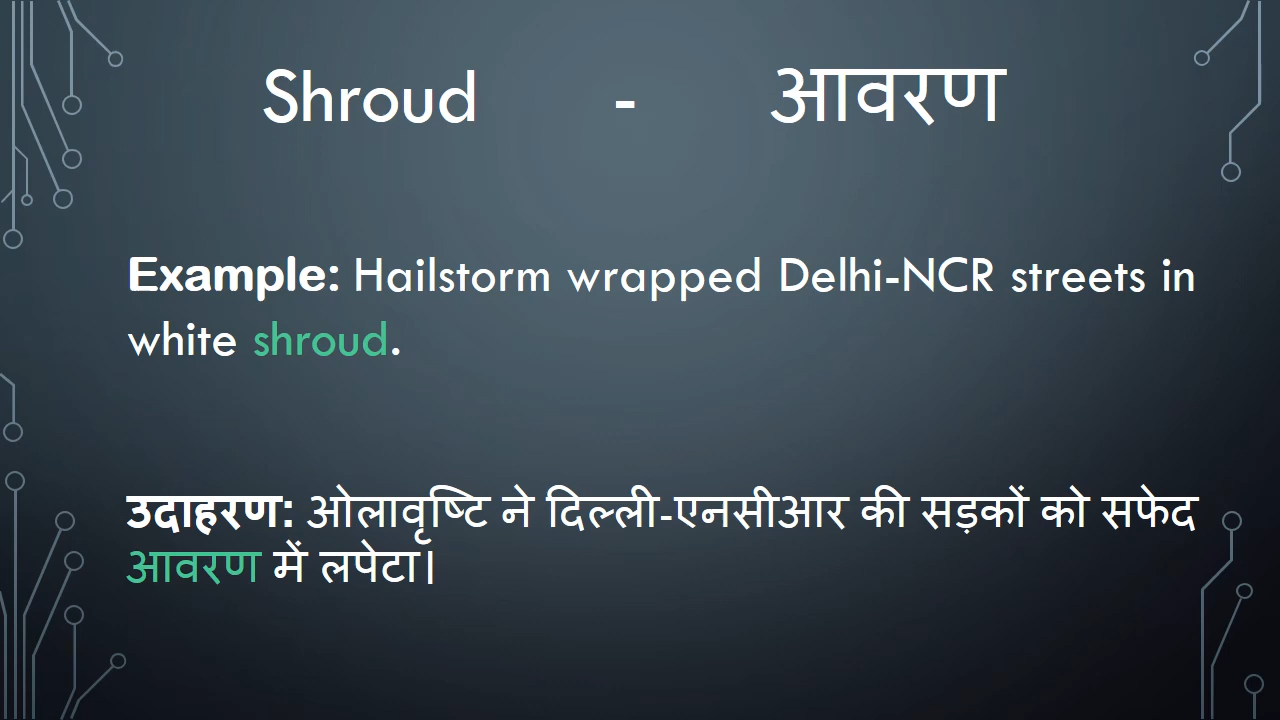 Shroud - आवरण
Example: Hailstorm wrapped Delhi-NCR streets in
white shroud.
उदाहरण: ओलावृष्टि ने दिल्ली-एनसीआर की सड़कों को सफेद
आवरण में लपेटा।